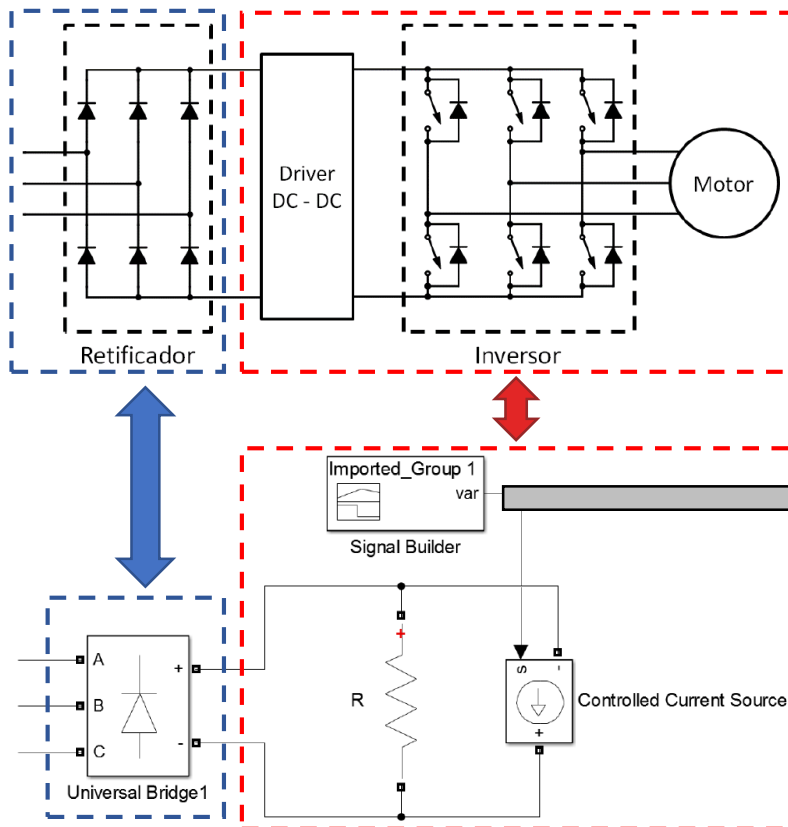 Driver
DC - DC
Motor
Retificador
Inversor
Imported_Group 1
var
Signal Builder
A
B
C
+
-
Universal Bridge1
+
R
s
-
+
Controlled Current Source